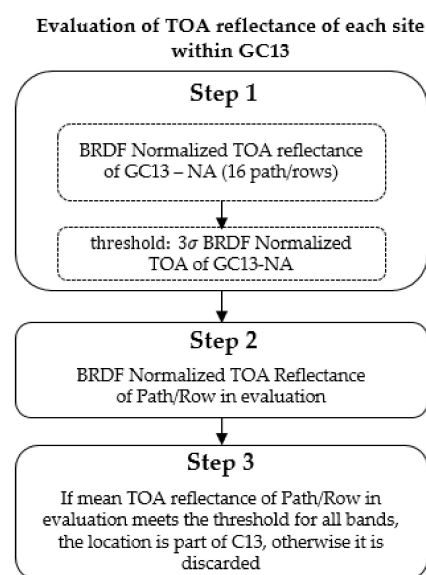 Evaluation of TOA reflectance of each site
within GC13
Step 1
BRDF Normalized TOA reflectance
of GC13 – NA (16 path/rows)
threshold: 3σ BRDF Normalized
TOA of GC13-NA
Step 2
BRDF Normalized TOA Reflectance
of Path/Row in evaluation
Step 3
If mean TOA reflectance of Path/Row in
evaluation meets the threshold for all bands,
the location is part of C13, otherwise it is
discarded